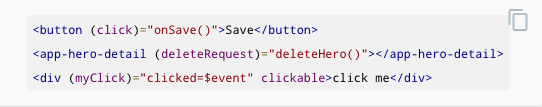 <button (click)="onSave()">Save</button>
<app-hero-detail (deleteRequest)="deleteHero()"></app-hero-detail>
<div (myClick)="clicked=$event" clickable>click me</div>